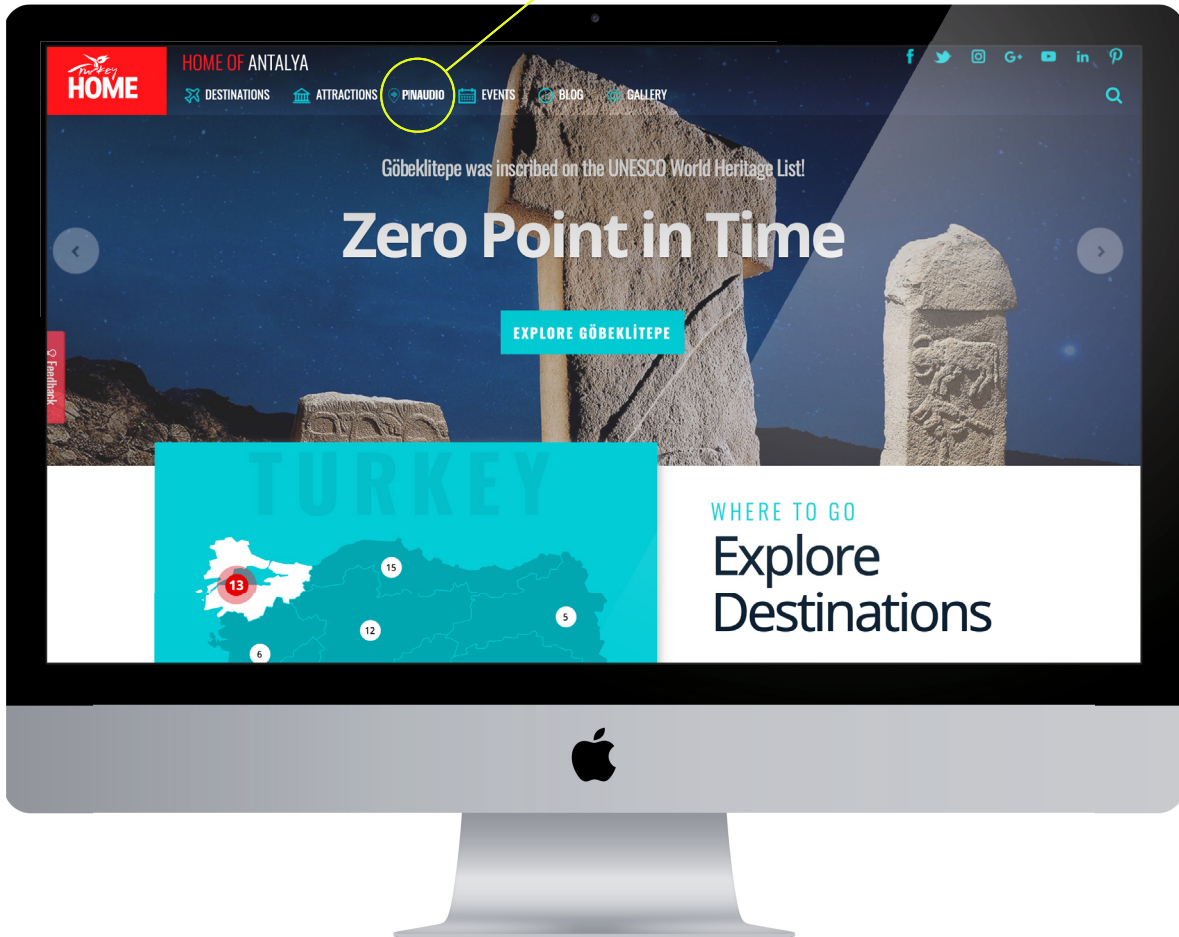 Turkey
HOME
HOME OF ANTALYA
DESTINATIONS ATTRACTIONS PINAUDIO EVENTS BLOG GALLERY
Göbeklitepe was inscribed on the UNESCO World Heritage List!
Zero Point in Time
EXPLORE GÖBEKLİTEPE
Feedback
TURKEY
13
15
12
5
6
WHERE TO GO
Explore
Destinations